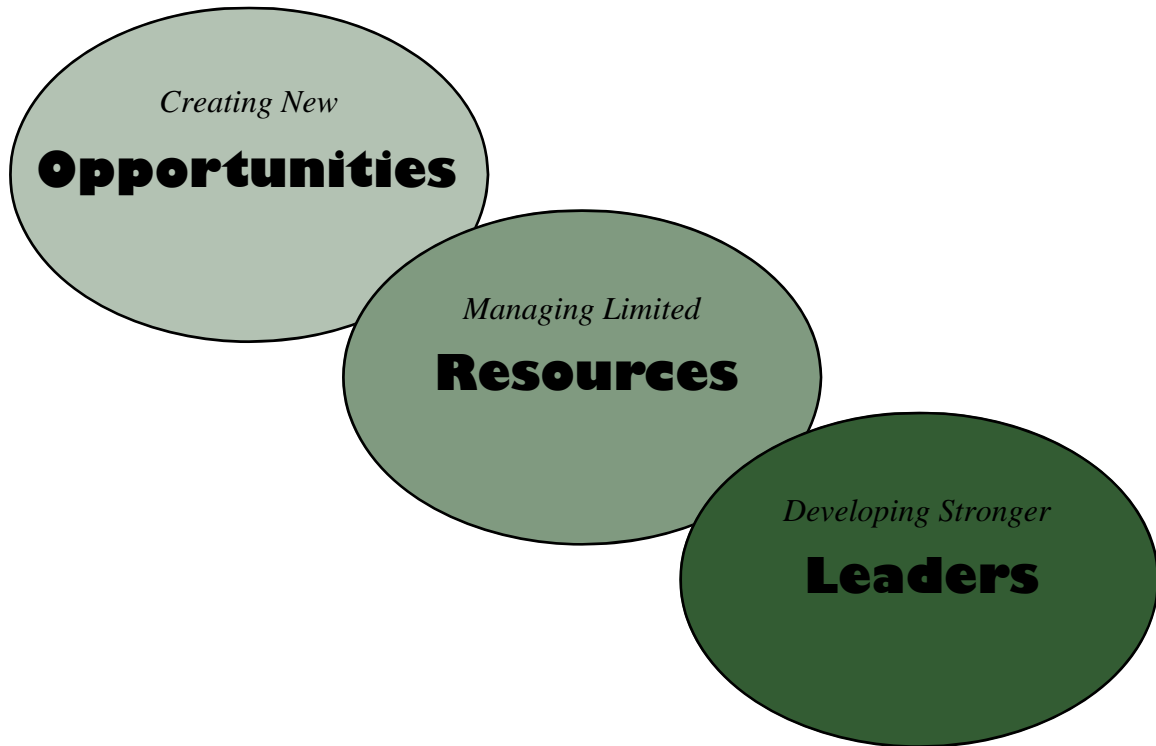 Creating New
Opportunities
Managing Limited
Resources
Developing Stronger
Leaders